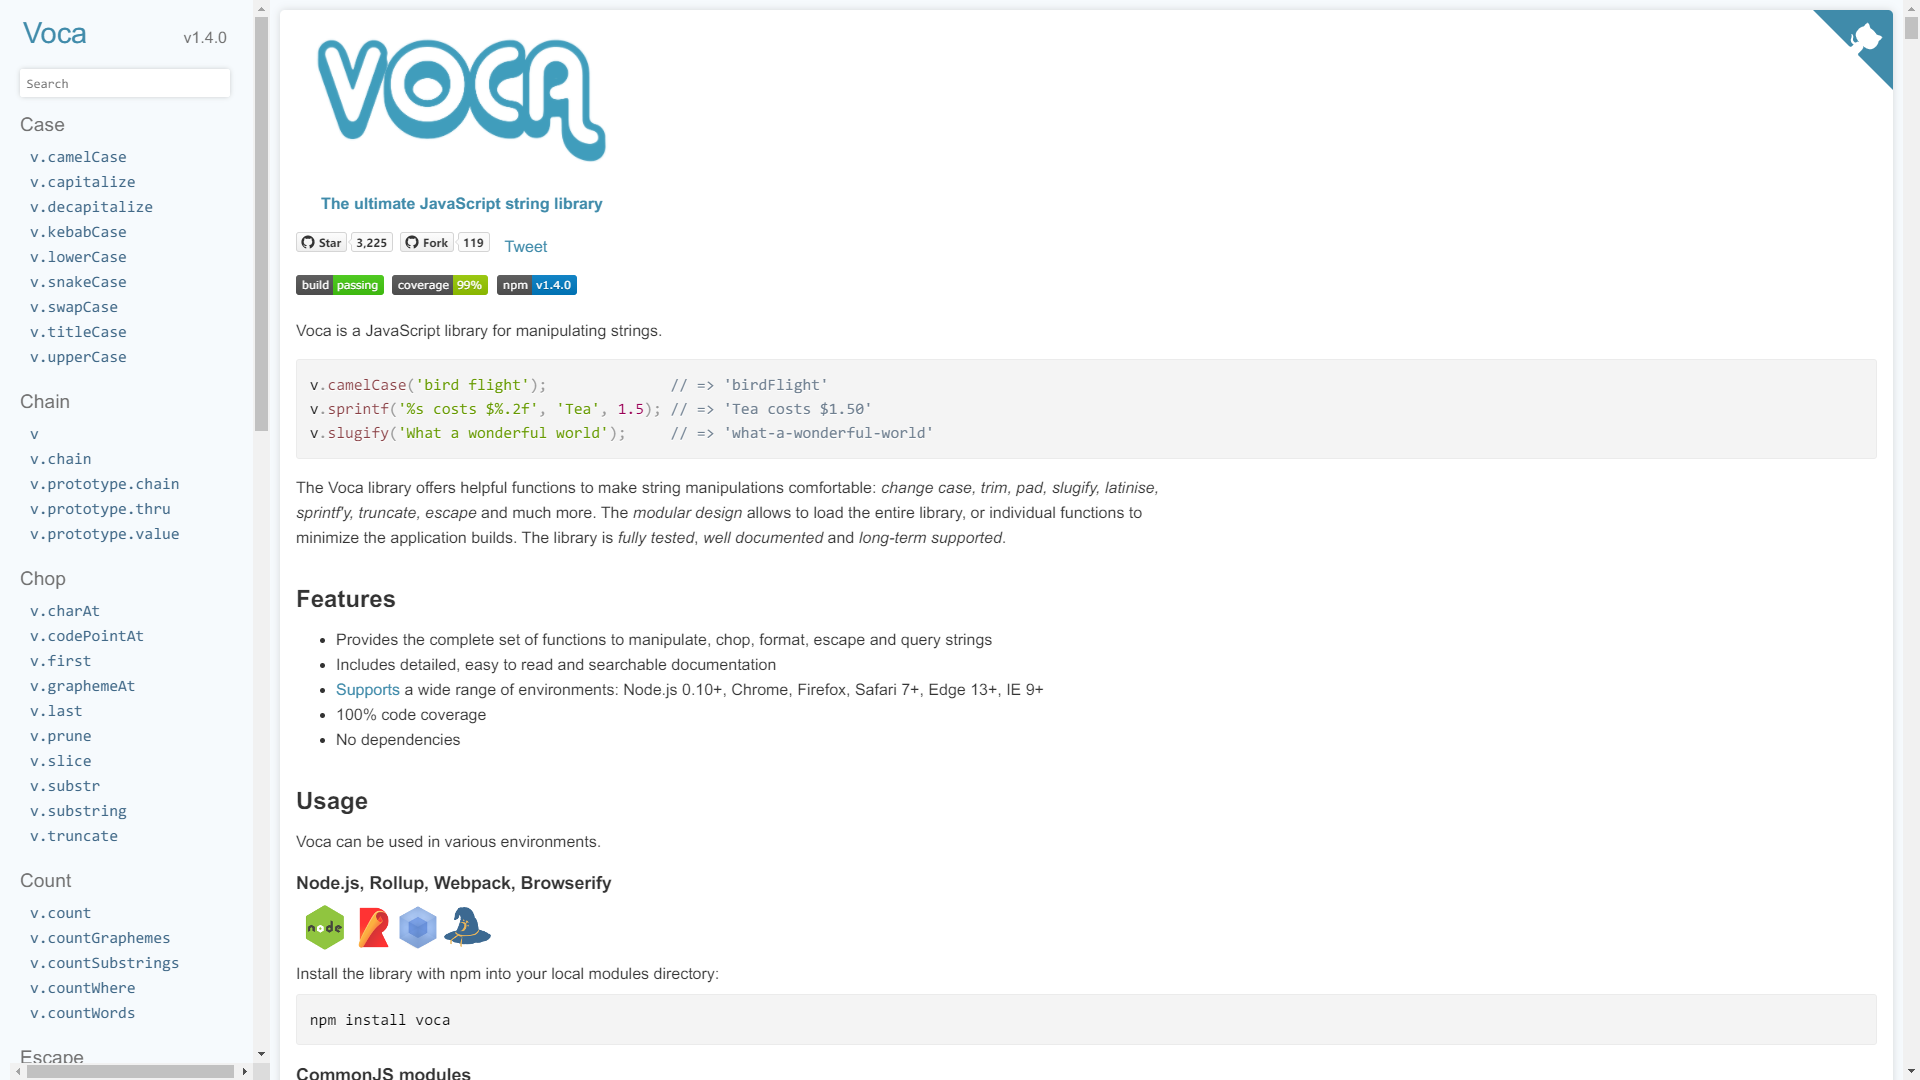 Voca
v1.4.0
Search
Case
v.camelCase
v.capitalize
v.decapitalize
v.kebabCase
v.lowerCase
v.snakeCase
v.swapCase
v.titleCase
v.upperCase
Chain
v
v.chain
v.prototype.chain
v.prototype.thru
v.prototype.value
Chop
v.charAt
v.codePointAt
v.first
v.graphemeAt
v.last
v.prune
v.slice
v.substr
v.substring
v.truncate
Count
v.count
v.countGraphemes
v.countSubstrings
v.countWhere
v.countWords
Escape
VOCA
The ultimate JavaScript string library
Star 3,225 Fork 119 Tweet
build passing coverage 99% npm v1.4.0
Voca is a JavaScript library for manipulating strings.
v.camelCase('bird flight');              // => 'birdFlight'
v.sprintf('%s costs $%.2f', 'Tea', 1.5); // => 'Tea costs $1.50'
v.slugify('What a wonderful world');     // => 'what-a-wonderful-world'
The Voca library offers helpful functions to make string manipulations comfortable: change case, trim, pad, slugify, latinise,
sprintf'y, truncate, escape and much more. The modular design allows to load the entire library, or individual functions to
minimize the application builds. The library is fully tested, well documented and long-term supported.
Features
• Provides the complete set of functions to manipulate, chop, format, escape and query strings
• Includes detailed, easy to read and searchable documentation
• Supports a wide range of environments: Node.js 0.10+, Chrome, Firefox, Safari 7+, Edge 13+, IE 9+
• 100% code coverage
• No dependencies
Usage
Voca can be used in various environments.
Node.js, Rollup, Webpack, Browserify
node
Install the library with npm into your local modules directory:
npm install voca
CommonJS modules